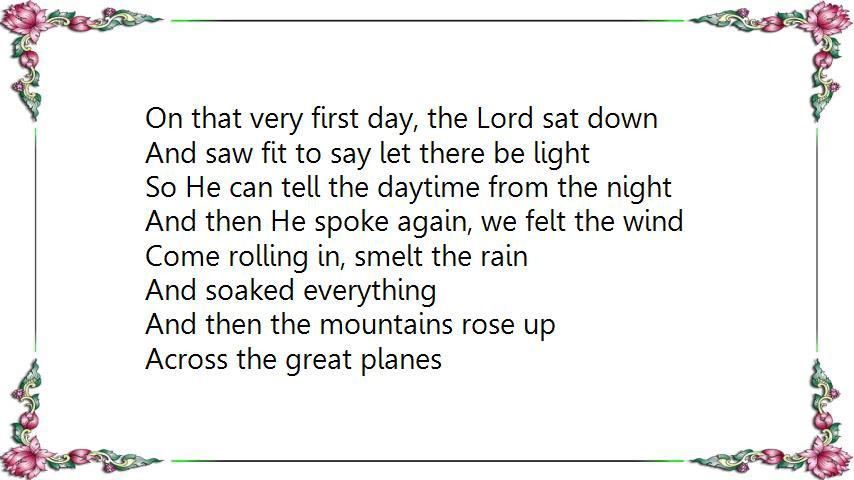 On that very first day, the Lord sat down
And saw fit to say let there be light
So He can tell the daytime from the night
And then He spoke again, we felt the wind
Come rolling in, smelt the rain
And soaked everything
And then the mountains rose up
Across the great planes